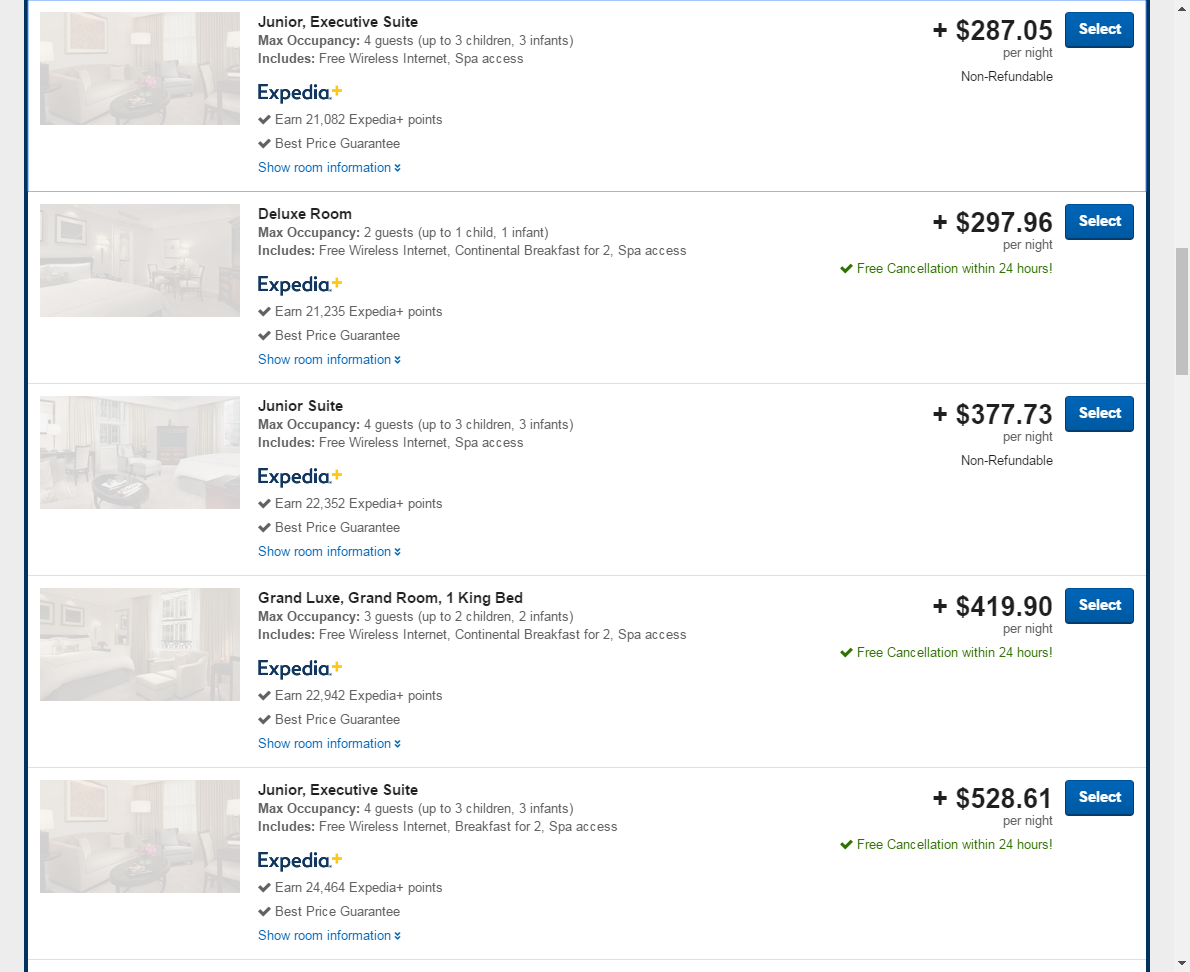 Junior, Executive Suite
Max Occupancy: 4 guests (up to 3 children, 3 infants)
Includes: Free Wireless Internet, Spa access
Expedia+
Earn 21,082 Expedia+ points
Best Price Guarantee
Show room information
+ $287.05
per night
Non-Refundable
Select
Deluxe Room
Max Occupancy: 2 guests (up to 1 child, 1 infant)
Includes: Free Wireless Internet, Continental Breakfast for 2, Spa access
Expedia+
Earn 21,235 Expedia+ points
Best Price Guarantee
Show room information
+ $297.96
per night
Free Cancellation within 24 hours!
Select
Junior Suite
Max Occupancy: 4 guests (up to 3 children, 3 infants)
Includes: Free Wireless Internet, Spa access
Expedia+
Earn 22,352 Expedia+ points
Best Price Guarantee
Show room information
+ $377.73
per night
Non-Refundable
Select
Grand Luxe, Grand Room, 1 King Bed
Max Occupancy: 3 guests (up to 2 children, 2 infants)
Includes: Free Wireless Internet, Continental Breakfast for 2, Spa access
Expedia+
Earn 22,942 Expedia+ points
Best Price Guarantee
Show room information
+ $419.90
per night
Free Cancellation within 24 hours!
Select
Junior, Executive Suite
Max Occupancy: 4 guests (up to 3 children, 3 infants)
Includes: Free Wireless Internet, Breakfast for 2, Spa access
Expedia+
Earn 24,464 Expedia+ points
Best Price Guarantee
Show room information
+ $528.61
per night
Free Cancellation within 24 hours!
Select